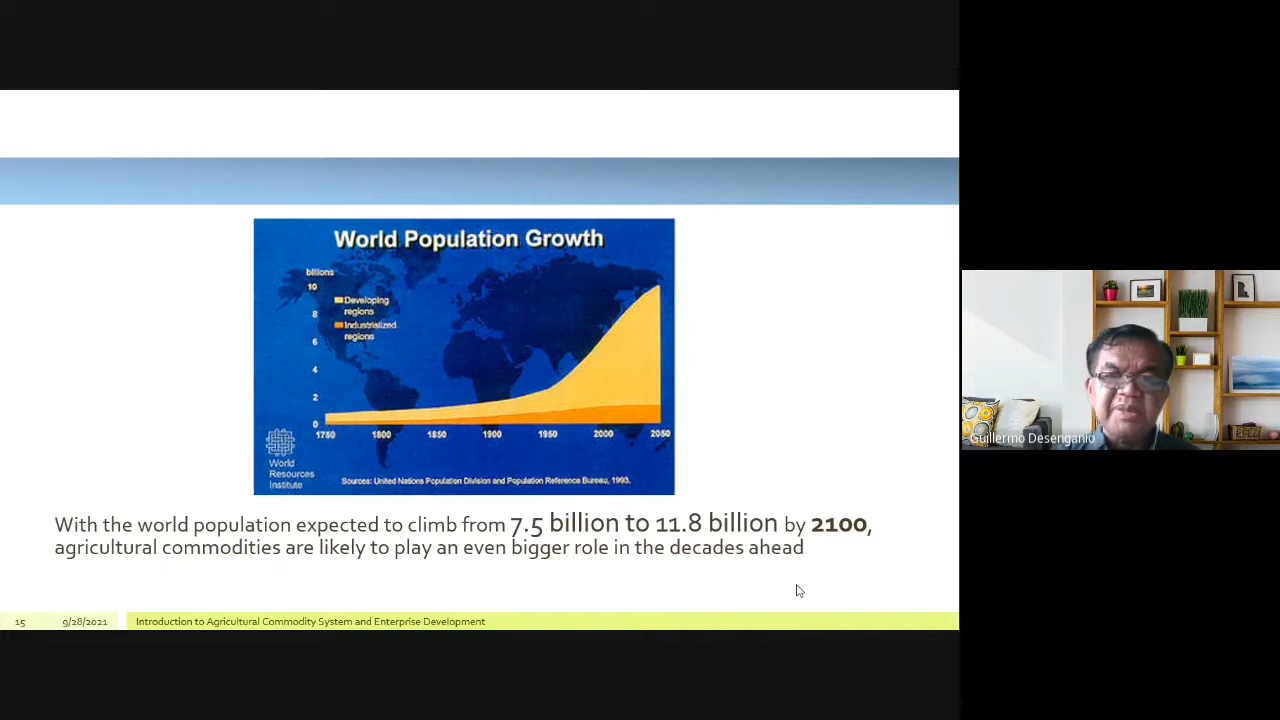 World Population Growth
billions
10
8
6
4
2
0
Developing
regions
Industrialized
regions
1750 1800 1850 1900 1950 2000 2050
World
Resources
Institute
Sources: United Nations Population Division and Population Reference Bureau, 1993.
With the world population expected to climb from 7.5 billion to 11.8 billion by 2100,
agricultural commodities are likely to play an even bigger role in the decades ahead
15 9/28/2021 Introduction to Agricultural Commodity System and Enterprise Development
Guillermo Desenganio